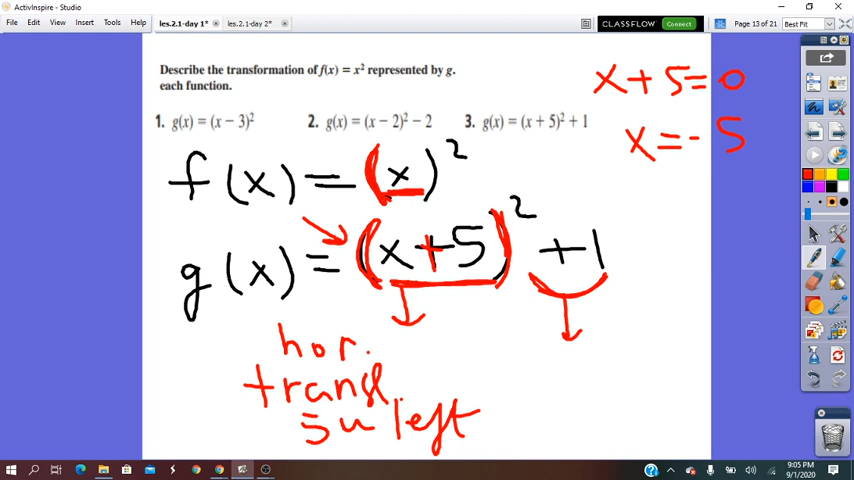 ActivInspire - Studio
File Edit View Insert Tools Help
les.2.1-day 1*
les.2.1-day 2*
CLASSFLOW Connect
Page 13 of 21
Best Fit
Describe the transformation of f(x) = x² represented by g.
each function.
1. g(x) = (x − 3)²
2. g(x) = (x − 2)² − 2
3. g(x) = (x + 5)² + 1
x + 5 = 0
x = - 5
f(x) = (x)²
g(x) = (x + 5)² + 1
hor.
transl
5u left
9:05 PM
9/1/2020